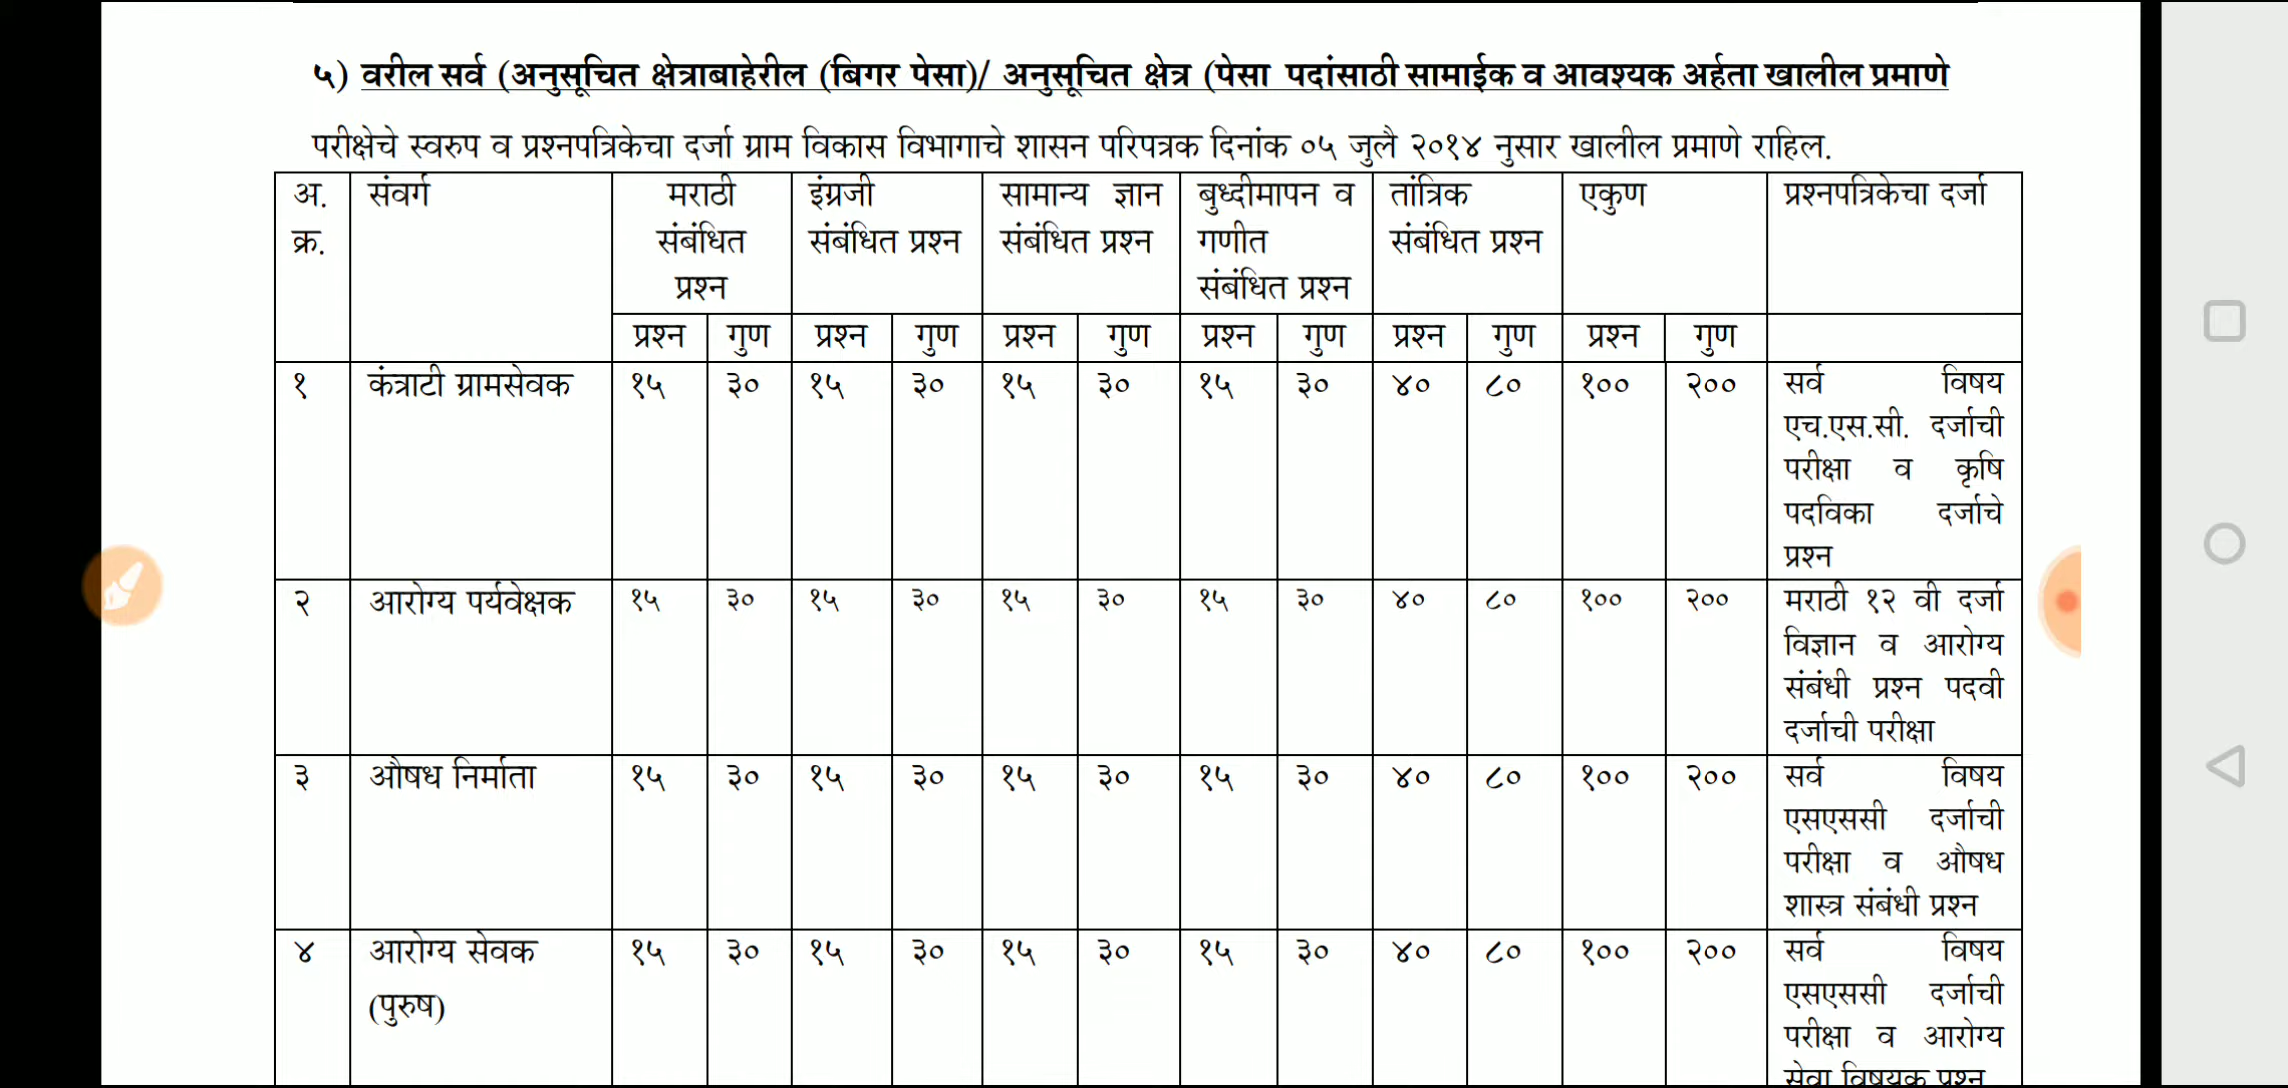 ५) वरील सर्व (अनुसूचित क्षेत्राबाहेरील (बिगर पेसा)/ अनुसूचित क्षेत्र (पेसा पदांसाठी सामाईक व आवश्यक अर्हता खालील प्रमाणे
परीक्षेचे स्वरुप व प्रश्नपत्रिकेचा दर्जा ग्राम विकास विभागाचे शासन परिपत्रक दिनांक ०५ जुलै २०१४ नुसार खालील प्रमाणे राहिल.
अ. संवर्ग मराठी इंग्रजी सामान्य ज्ञान बुध्दीमापन व तांत्रिक एकुण प्रश्नपत्रिकेचा दर्जा
क्र. संबंधित संबंधित प्रश्न संबंधित प्रश्न गणीत संबंधित प्रश्न
प्रश्न संबंधित प्रश्न
प्रश्न गुण प्रश्न गुण प्रश्न गुण प्रश्न गुण प्रश्न गुण प्रश्न गुण
१ कंत्राटी ग्रामसेवक १५ ३० १५ ३० १५ ३० १५ ३० ४० ८० १०० २०० सर्व विषय
एच.एस.सी. दर्जाची
परीक्षा व कृषि
पदविका दर्जाचे
प्रश्न
२ आरोग्य पर्यवेक्षक १५ ३० १५ ३० १५ ३० १५ ३० ४० ८० १०० २०० मराठी १२ वी दर्जा
विज्ञान व आरोग्य
संबंधी प्रश्न पदवी
दर्जाची परीक्षा
३ औषध निर्माता १५ ३० १५ ३० १५ ३० १५ ३० ४० ८० १०० २०० सर्व विषय
एसएससी दर्जाची
परीक्षा व औषध
शास्त्र संबंधी प्रश्न
४ आरोग्य सेवक १५ ३० १५ ३० १५ ३० १५ ३० ४० ८० १०० २०० सर्व विषय
(पुरुष) एसएससी दर्जाची
परीक्षा व आरोग्य
सेवा विषयक प्रश्न